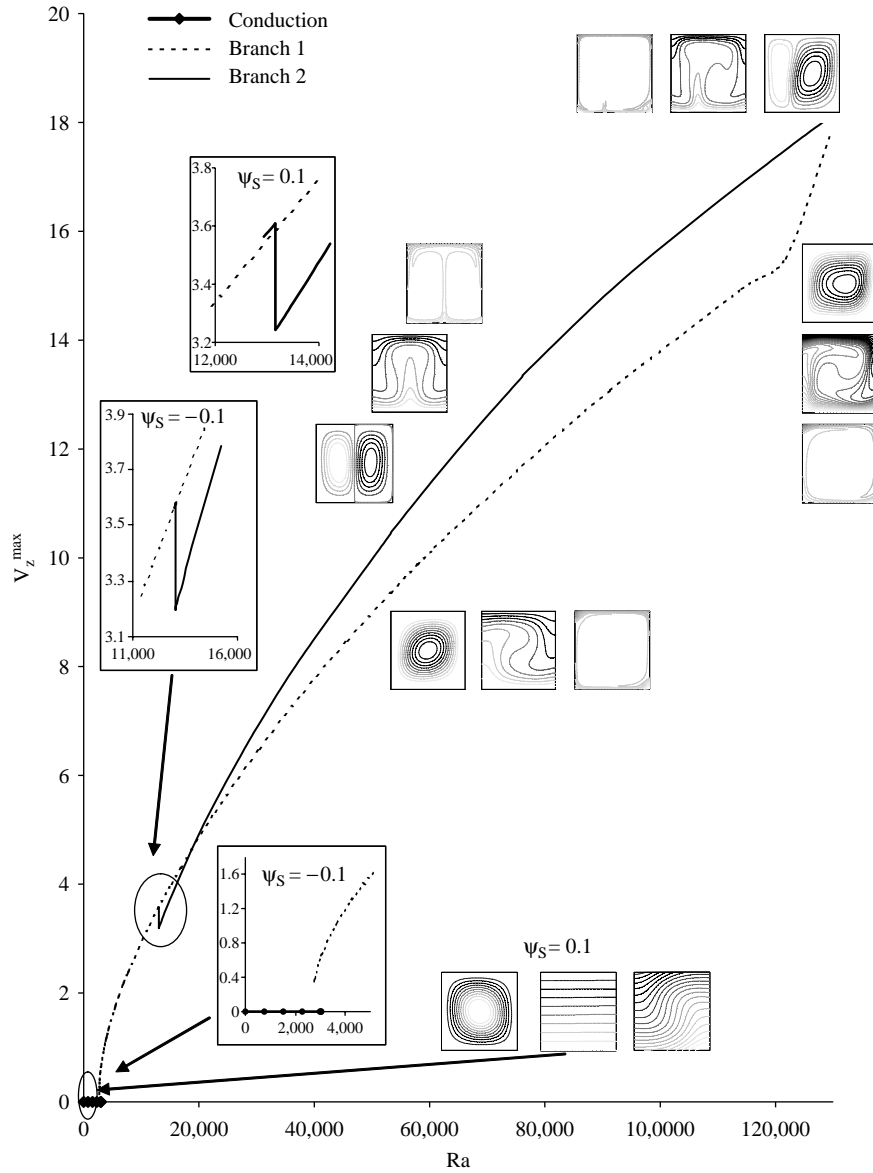 Conduction
Branch 1
Branch 2
20
18
16
14
12
10
8
6
4
2
0
V_z^max
ψ_S = 0.1
3.8
3.6
3.4
3.2
12,000 14,000
ψ_S = −0.1
3.9
3.7
3.5
3.3
3.1
11,000 16,000
ψ_S = −0.1
1.6
1.2
0.8
0.4
0
0 2,000 4,000
ψ_S = 0.1
0 20,000 40,000 60,000 80,000 10,0000 120,000
Ra